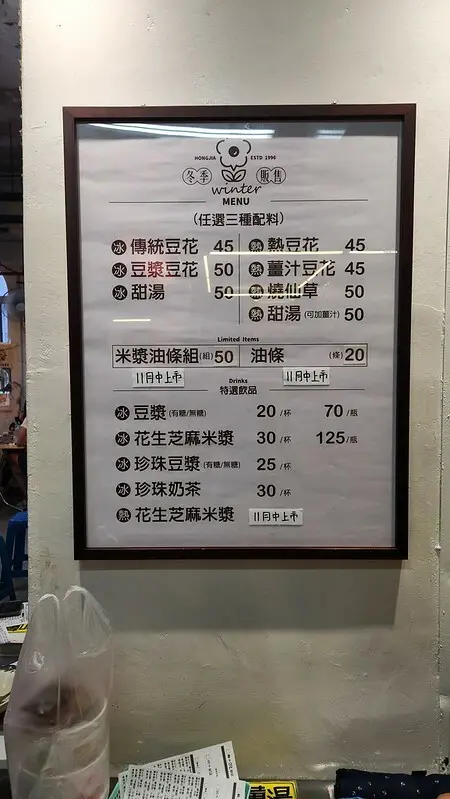 HONGJIA ESTD 1996
冬季 販售
winter
MENU
(任選三種配料)
冰 傳統豆花 45 熱 熱豆花 45
冰 豆漿豆花 50 熱 薑汁豆花 45
冰 甜湯 50 熱 燒仙草 50
熱 甜湯 (可加薑汁) 50
Limited Items
米漿油條組 (組) 50 油條 (條) 20
11月中上市 11月中上市
Drinks
特選飲品
冰 豆漿 (有糖/無糖) 20 /杯 70 /瓶
冰 花生芝麻米漿 30 /杯 125 /瓶
冰 珍珠豆漿 (有糖/無糖) 25 /杯
冰 珍珠奶茶 30 /杯
熱 花生芝麻米漿 11月中上市